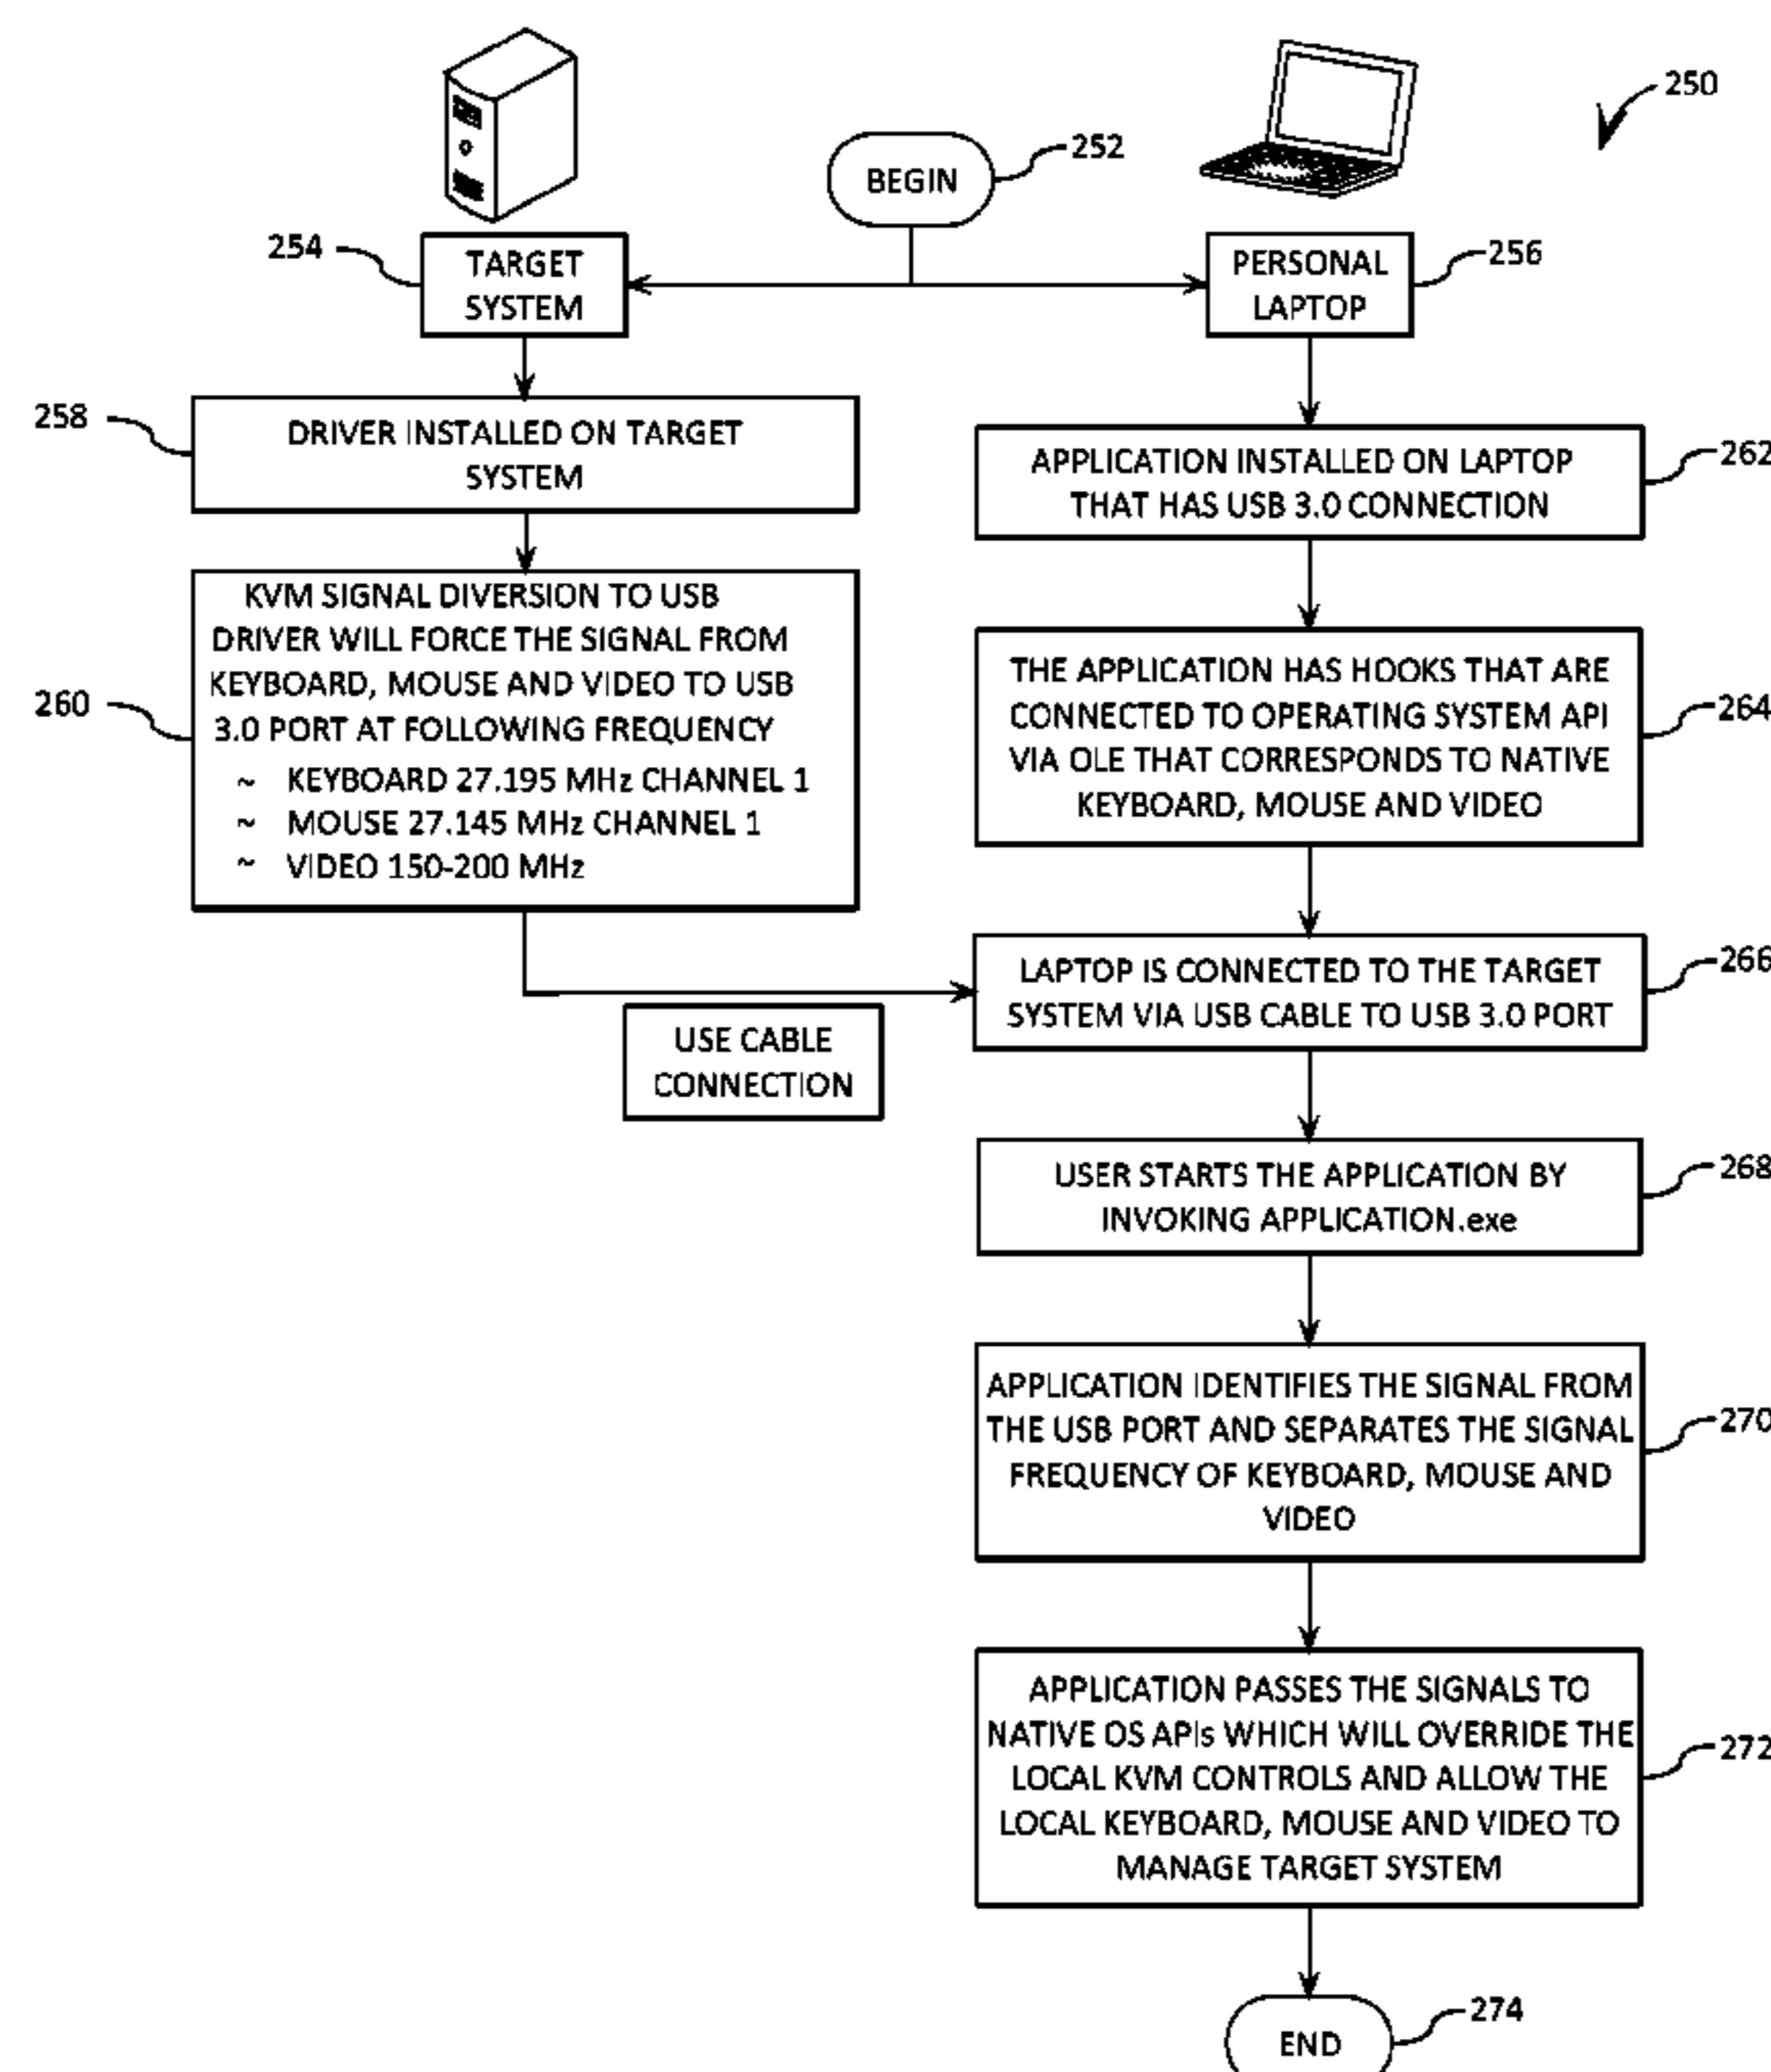 250
BEGIN
252
254
TARGET
SYSTEM
PERSONAL
LAPTOP
256
258
DRIVER INSTALLED ON TARGET
SYSTEM
260
KVM SIGNAL DIVERSION TO USB
DRIVER WILL FORCE THE SIGNAL FROM
KEYBOARD, MOUSE AND VIDEO TO USB
3.0 PORT AT FOLLOWING FREQUENCY
~ KEYBOARD 27.195 MHz CHANNEL 1
~ MOUSE 27.145 MHz CHANNEL 1
~ VIDEO 150-200 MHz
APPLICATION INSTALLED ON LAPTOP
THAT HAS USB 3.0 CONNECTION
262
THE APPLICATION HAS HOOKS THAT ARE
CONNECTED TO OPERATING SYSTEM API
VIA OLE THAT CORRESPONDS TO NATIVE
KEYBOARD, MOUSE AND VIDEO
264
USE CABLE
CONNECTION
LAPTOP IS CONNECTED TO THE TARGET
SYSTEM VIA USB CABLE TO USB 3.0 PORT
266
USER STARTS THE APPLICATION BY
INVOKING APPLICATION.exe
268
APPLICATION IDENTIFIES THE SIGNAL FROM
THE USB PORT AND SEPARATES THE SIGNAL
FREQUENCY OF KEYBOARD, MOUSE AND
VIDEO
270
APPLICATION PASSES THE SIGNALS TO
NATIVE OS APIs WHICH WILL OVERRIDE THE
LOCAL KVM CONTROLS AND ALLOW THE
LOCAL KEYBOARD, MOUSE AND VIDEO TO
MANAGE TARGET SYSTEM
272
END
274